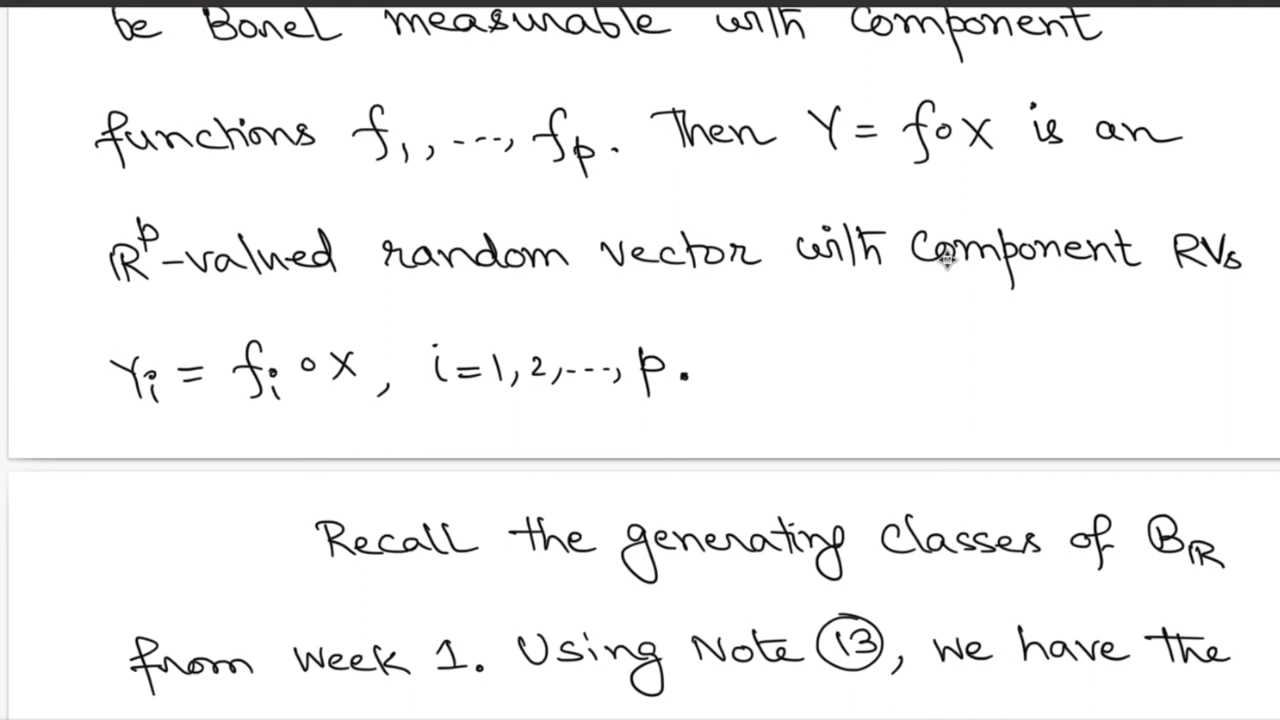 be Borel measurable with component
functions f₁, ---, fₚ. Then Y = f∘X is an
ℝᵖ-valued random vector with component RVs
Yᵢ = fᵢ ∘ X, i=1,2,---, p.
Recall the generating classes of B_ℝ
from week 1. Using Note ⑬, we have the